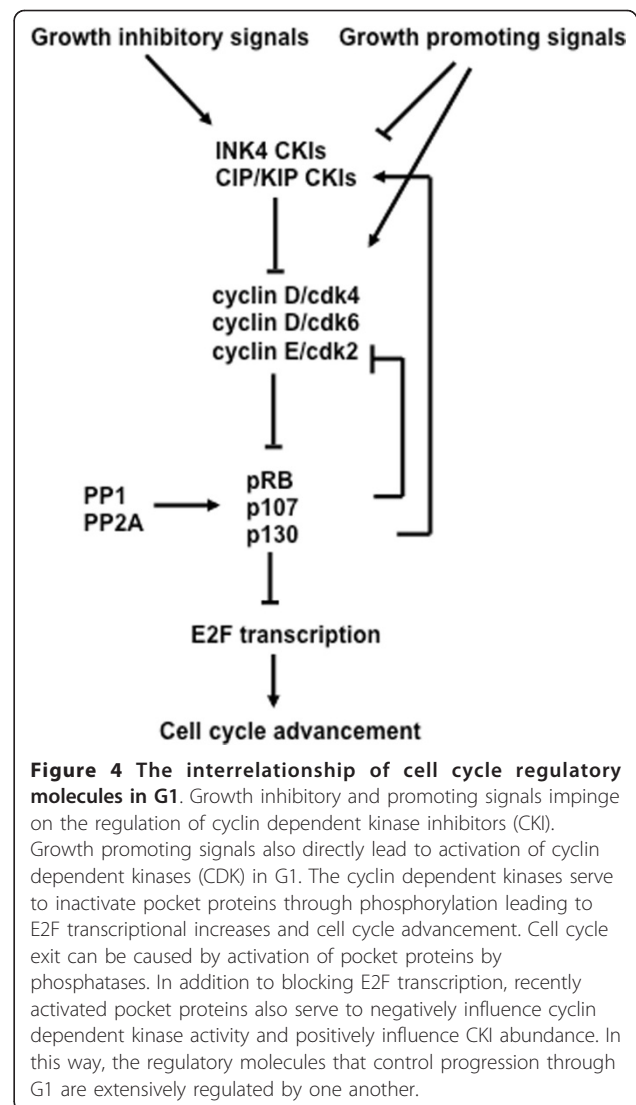 Growth inhibitory signals Growth promoting signals
INK4 CKIs
CIP/KIP CKIs
cyclin D/cdk4
cyclin D/cdk6
cyclin E/cdk2
PP1
PP2A
pRB
p107
p130
E2F transcription
Cell cycle advancement
Figure 4 The interrelationship of cell cycle regulatory
molecules in G1. Growth inhibitory and promoting signals impinge
on the regulation of cyclin dependent kinase inhibitors (CKI).
Growth promoting signals also directly lead to activation of cyclin
dependent kinases (CDK) in G1. The cyclin dependent kinases serve
to inactivate pocket proteins through phosphorylation leading to
E2F transcriptional increases and cell cycle advancement. Cell cycle
exit can be caused by activation of pocket proteins by
phosphatases. In addition to blocking E2F transcription, recently
activated pocket proteins also serve to negatively influence cyclin
dependent kinase activity and positively influence CKI abundance. In
this way, the regulatory molecules that control progression through
G1 are extensively regulated by one another.